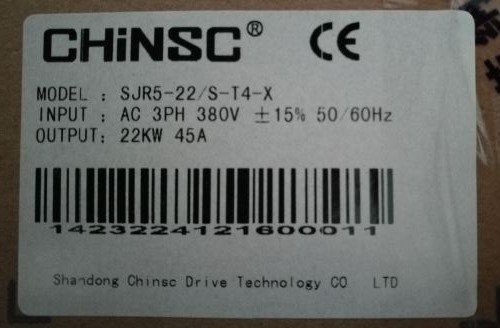 CHiNSC® CE
MODEL : SJR5-22/S-T4-X
INPUT : AC 3PH 380V ±15% 50/60Hz
OUTPUT: 22KW 45A
1423224121600011
Shandong Chinsc Drive Technology CO LTD